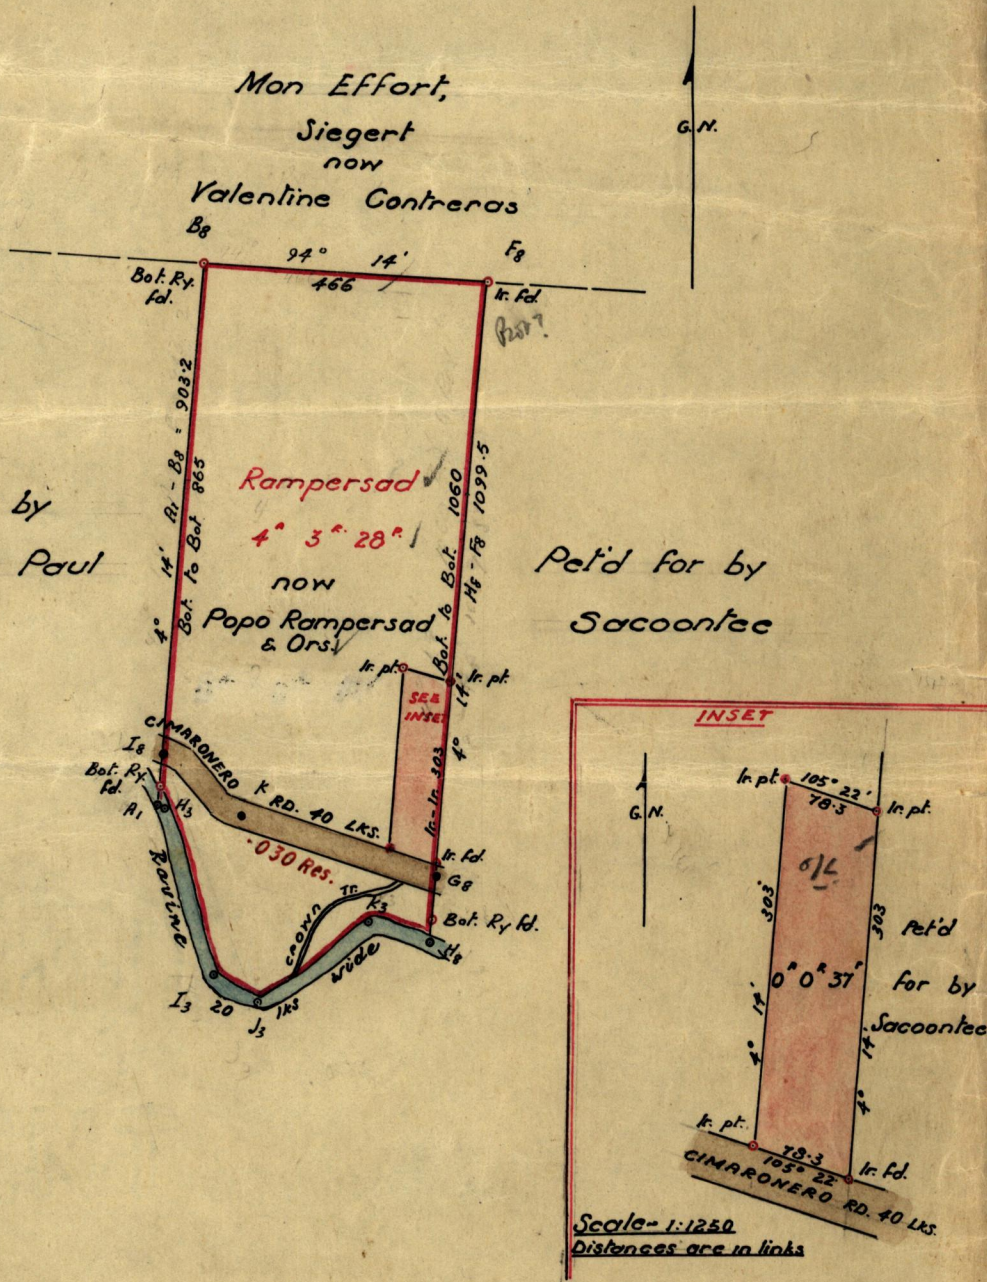 Mon Effort,
Siegert
now
Valentine Contreras
G.N.
B8
F8
94° 14'
466
Bot. Ry.
fd.
Ir. fd.
Bot?
4° 14' A1 - B8 = 903.2
Bot. to Bot. 865
Bot. to Bot. 1060
H8 - F8 1099.5
4° 14'
Rampersad
4A 3R 28P
now
Popo Rampersad
& Ors.
by
Paul
Pet'd for by
Sacoontee
Ir. pt.
Ir. pt.
SEE
INSET
Ir.- Ir. 303
CIMARONERO K RD. 40 LKS.
.030 Res.
I8
Bot. Ry.
fd.
A1
H3
Ir. fd.
G8
Bot. Ry fd.
H8
CROWN TR.
K3
Ravine 20 lks wide
I3
J3
INSET
G.N.
Ir. pt.
105° 22'
78.3
Ir. pt.
303'
4° 14'
303
4° 14'
0A 0R 37P
Pet'd
for by
Sacoontee
Ir. pt.
78.3
105° 22'
Ir. fd.
CIMARONERO RD. 40 LKS.
Scale- 1:1250
Distances are in links